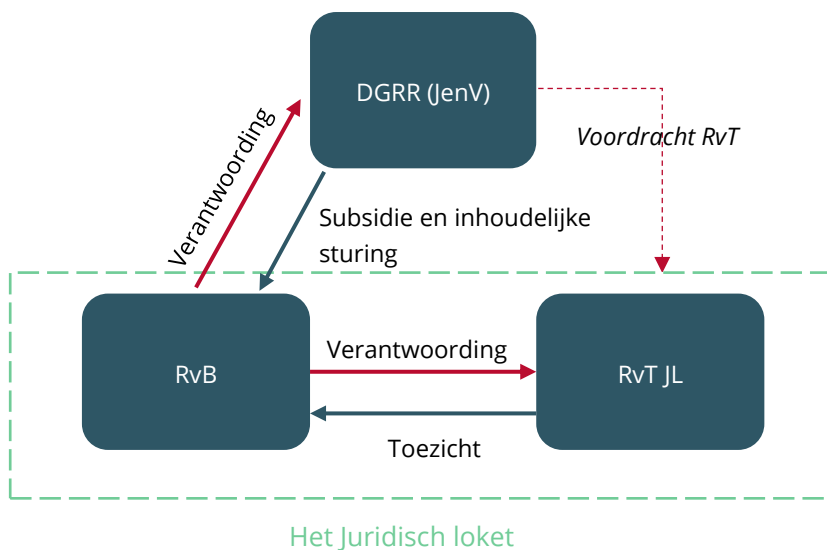 DGRR (JenV)
Verantwoording
Voordracht RvT
Subsidie en inhoudelijke
sturing
RvB
Verantwoording
RvT JL
Toezicht
Het Juridisch loket